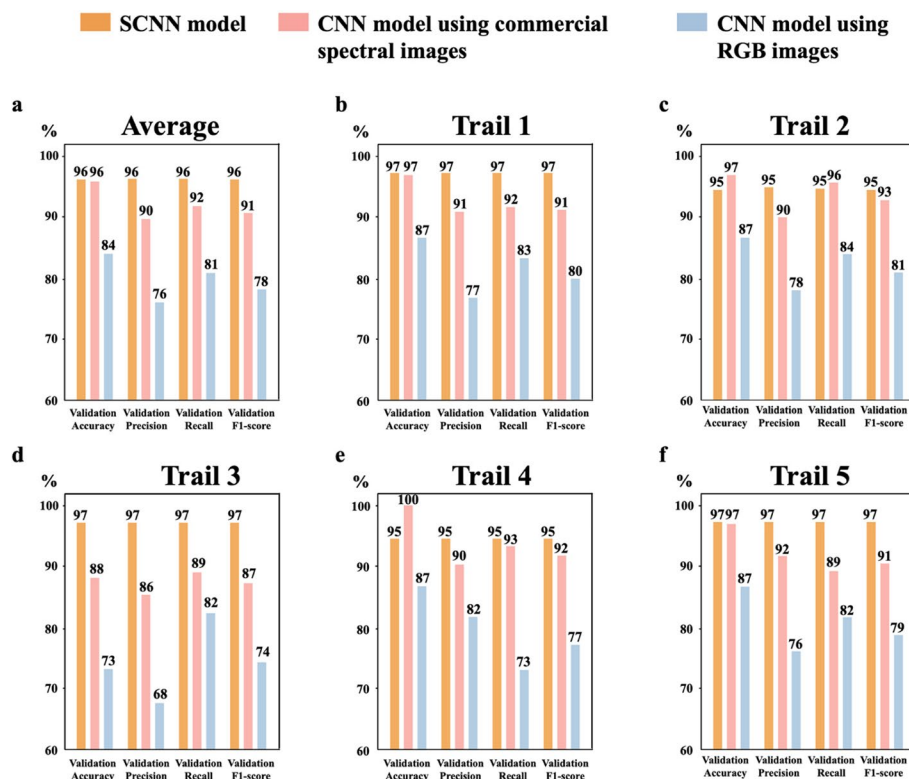 SCNN model
CNN model using commercial
spectral images
CNN model using
RGB images
a
Average
%
100
90
80
70
60
96 96 84
96 90 76
96 92 81
96 91 78
Validation Accuracy
Validation Precision
Validation Recall
Validation F1-score
b
Trail 1
%
100
90
80
70
60
97 97 87
97 91 77
97 92 83
97 91 80
Validation Accuracy
Validation Precision
Validation Recall
Validation F1-score
c
Trail 2
%
100
90
80
70
60
95 97 87
95 90 78
95 96 84
95 93 81
Validation Accuracy
Validation Precision
Validation Recall
Validation F1-score
d
Trail 3
%
100
90
80
70
60
97 88 73
97 86 68
97 89 82
97 87 74
Validation Accuracy
Validation Precision
Validation Recall
Validation F1-score
e
Trail 4
%
100
90
80
70
60
95 100 87
95 90 82
95 93 73
95 92 77
Validation Accuracy
Validation Precision
Validation Recall
Validation F1-score
f
Trail 5
%
100
90
80
70
60
97 97 87
97 92 76
97 89 82
97 91 79
Validation Accuracy
Validation Precision
Validation Recall
Validation F1-score